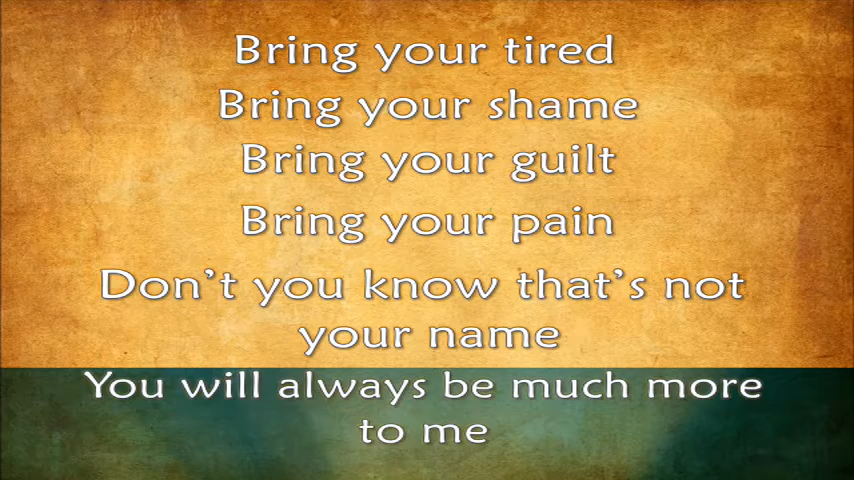 Bring your tired
Bring your shame
Bring your guilt
Bring your pain
Don’t you know that’s not
your name
You will always be much more
to me